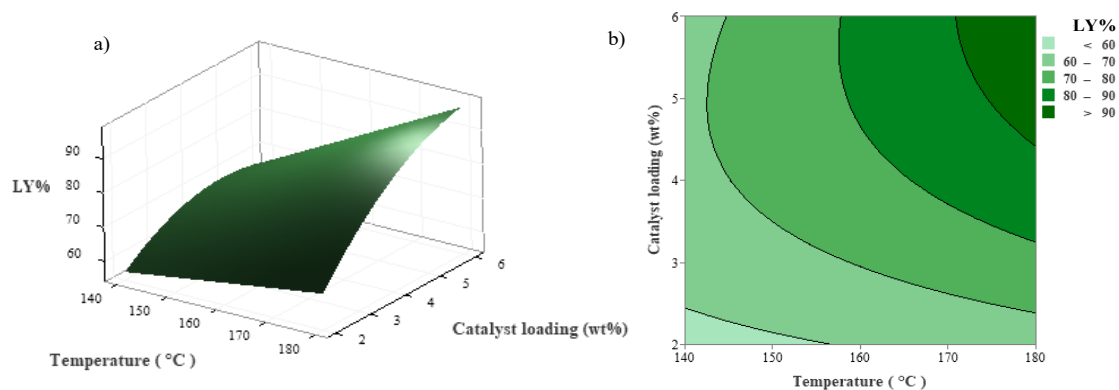 a)
90
80
LY%
70
60
140
150
160
170
180
2
3
4
5
6
Temperature ( °C )
Catalyst loading (wt%)
b)
6
5
4
3
2
Catalyst loading (wt%)
140
150
160
170
180
Temperature ( °C )
LY%
< 60
60 – 70
70 – 80
80 – 90
> 90